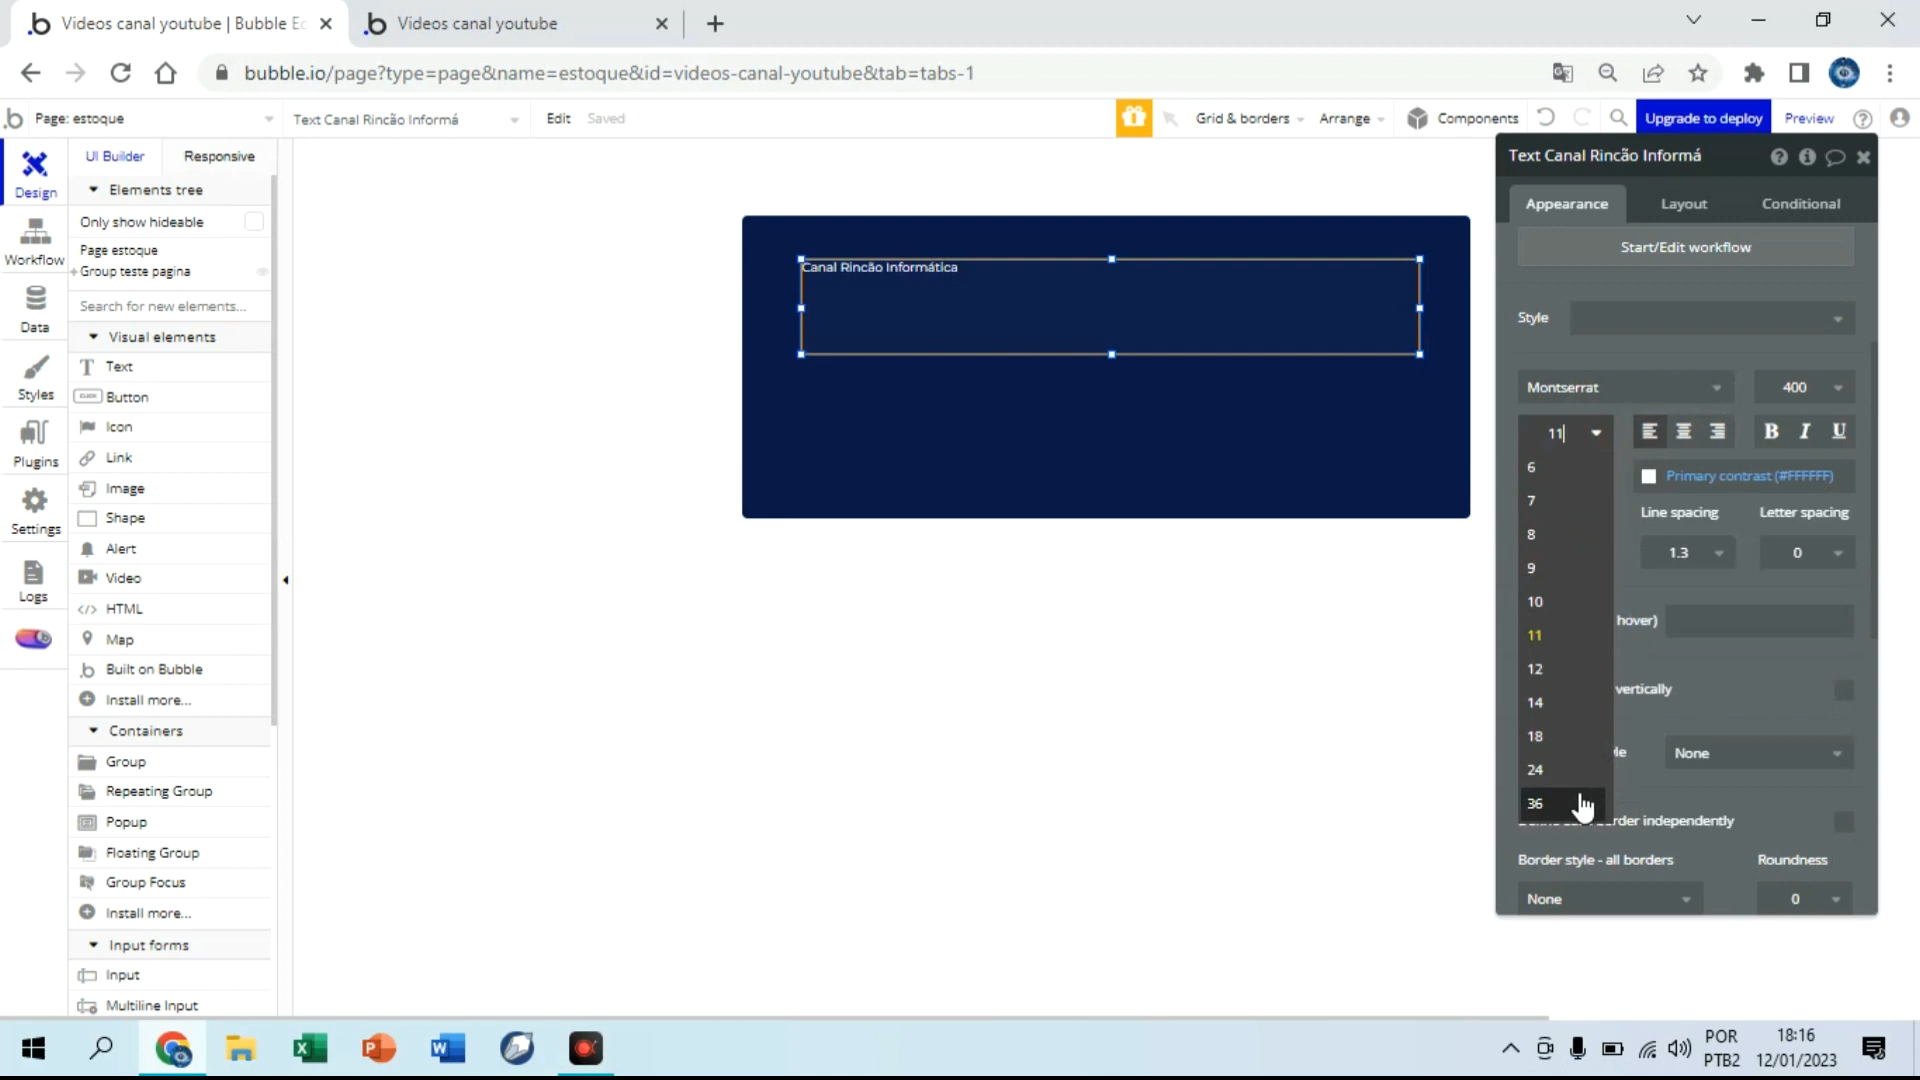 Videos canal youtube | Bubble Ec
Videos canal youtube
bubble.io/page?type=page&name=estoque&id=videos-canal-youtube&tab=tabs-1
Page: estoque
Text Canal Rincão Informá
Edit
Saved
Grid & borders
Arrange
Components
Upgrade to deploy
Preview
Design
Workflow
Data
Styles
Plugins
Settings
Logs
UI Builder
Responsive
Elements tree
Only show hideable
Page estoque
+Group teste pagina
Search for new elements...
Visual elements
Text
Button
Icon
Link
Image
Shape
Alert
Video
HTML
Map
Built on Bubble
Install more...
Containers
Group
Repeating Group
Popup
Floating Group
Group Focus
Install more...
Input forms
Input
Multiline Input
Canal Rincão Informática
Text Canal Rincão Informá
Appearance
Layout
Conditional
Start/Edit workflow
Style
Montserrat
400
11
B I U
Primary contrast (#FFFFFF)
Line spacing
Letter spacing
1.3
0
6
7
8
9
10
11
12
14
18
24
36
hover)
vertically
le
None
rder independently
Border style - all borders
Roundness
None
0
POR
PTB2
18:16
12/01/2023